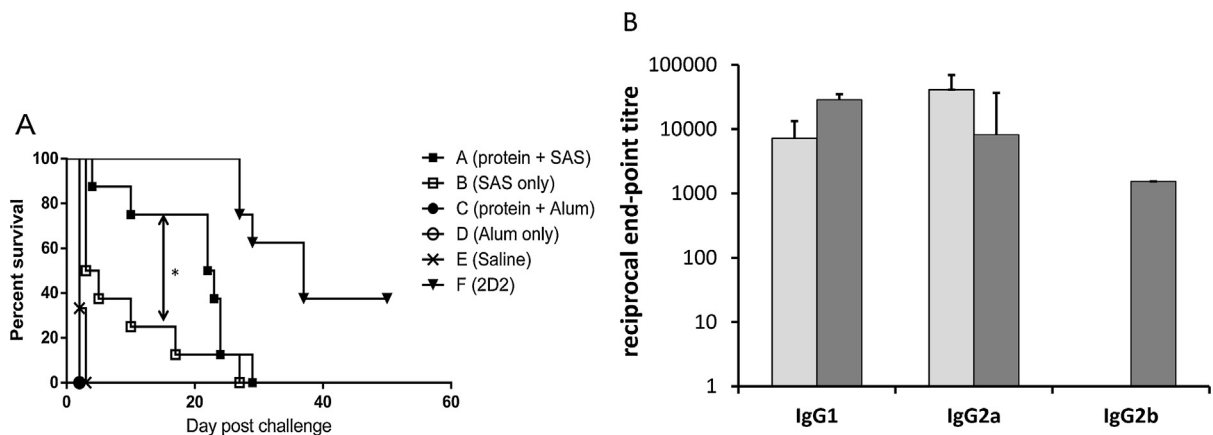 A
Percent survival
100
80
60
40
20
0
0 20 40 60
Day post challenge
*
A (protein + SAS)
B (SAS only)
C (protein + Alum)
D (Alum only)
E (Saline)
F (2D2)
B
reciprocal end-point titre
100000
10000
1000
100
10
1
IgG1 IgG2a IgG2b